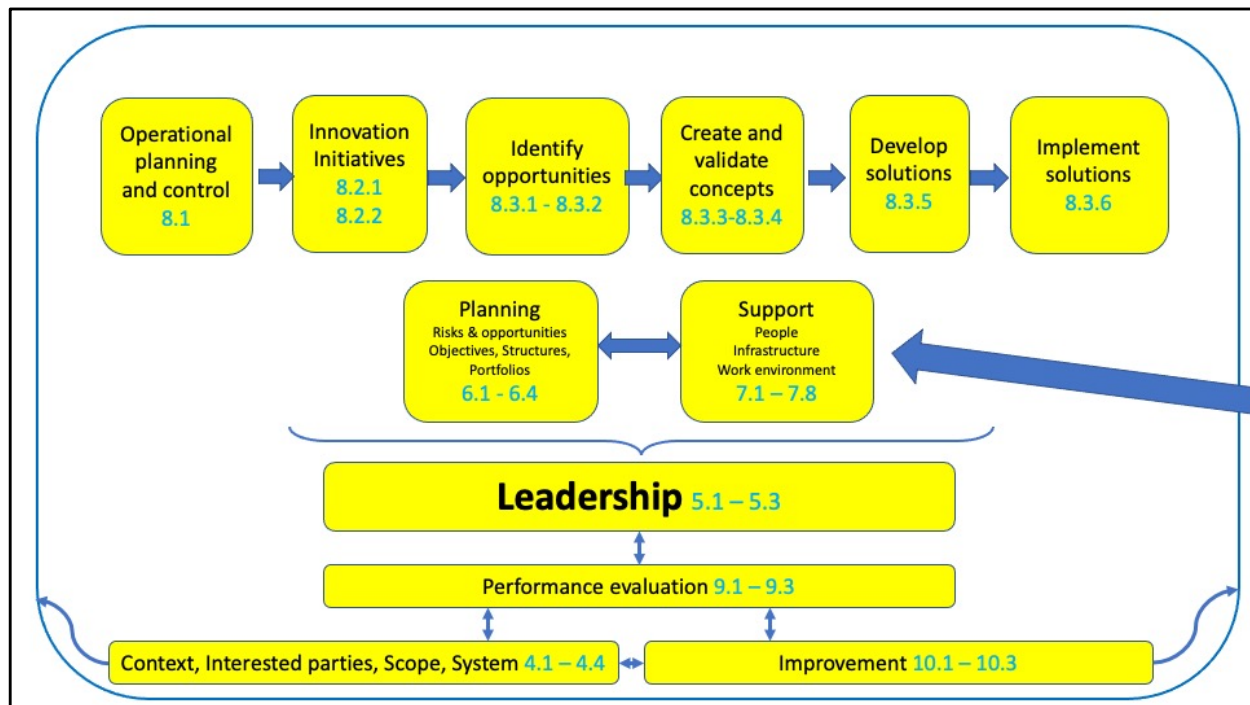 Operational
planning
and control
8.1
Innovation
Initiatives
8.2.1
8.2.2
Identify
opportunities
8.3.1 - 8.3.2
Create and
validate
concepts
8.3.3-8.3.4
Develop
solutions
8.3.5
Implement
solutions
8.3.6
Planning
Risks & opportunities
Objectives, Structures,
Portfolios
6.1 - 6.4
Support
People
Infrastructure
Work environment
7.1 – 7.8
Leadership 5.1 – 5.3
Performance evaluation 9.1 – 9.3
Context, Interested parties, Scope, System 4.1 – 4.4
Improvement 10.1 – 10.3